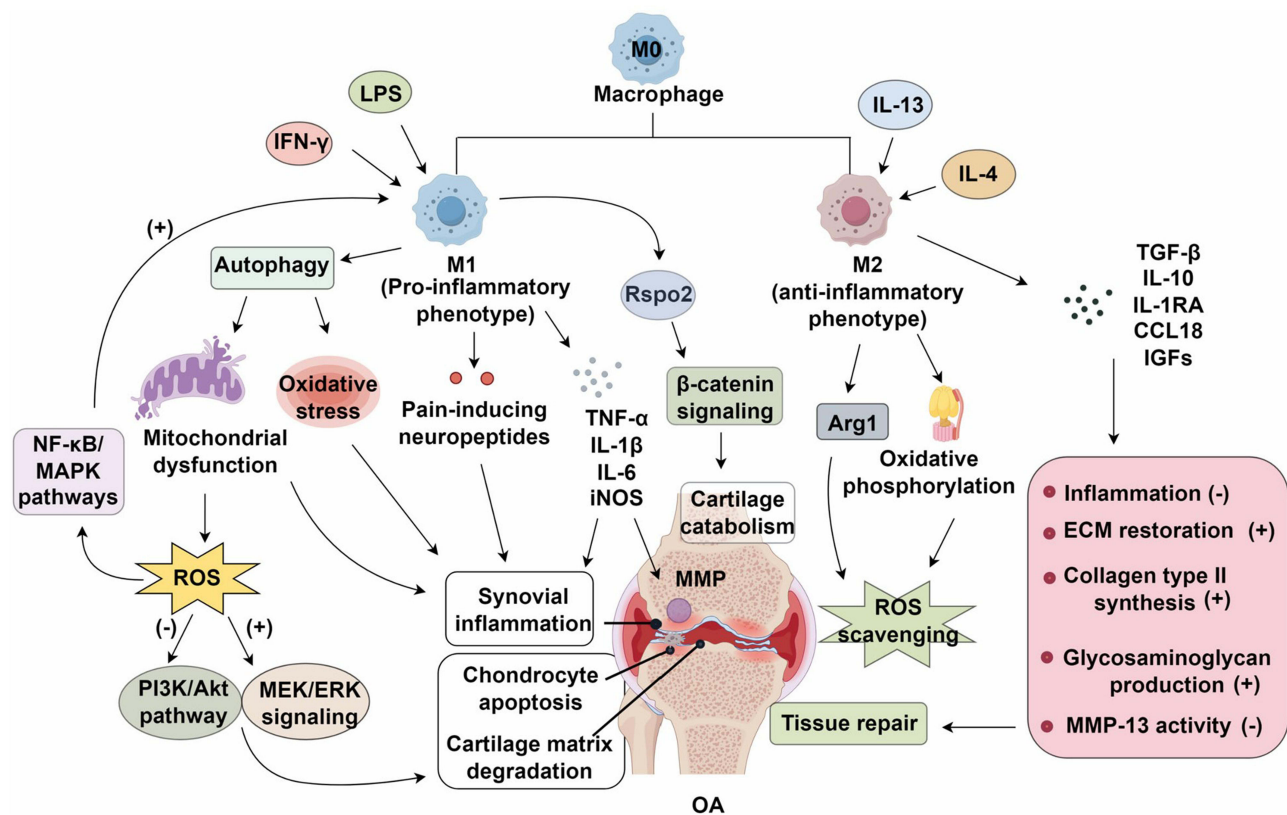 M0
Macrophage
LPS
IFN-γ
IL-13
IL-4
(+)
Autophagy
M1
(Pro-inflammatory
phenotype)
Rspo2
M2
(anti-inflammatory
phenotype)
TGF-β
IL-10
IL-1RA
CCL18
IGFs
Oxidative
stress
Mitochondrial
dysfunction
NF-κB/
MAPK
pathways
Pain-inducing
neuropeptides
TNF-α
IL-1β
IL-6
iNOS
β-catenin
signaling
Cartilage
catabolism
Arg1
Oxidative
phosphorylation
ROS
(-)
(+)
PI3K/Akt
pathway
MEK/ERK
signaling
Synovial
inflammation
MMP
Chondrocyte
apoptosis
Cartilage matrix
degradation
ROS
scavenging
Inflammation (-)
ECM restoration (+)
Collagen type II
synthesis (+)
Glycosaminoglycan
production (+)
MMP-13 activity (-)
Tissue repair
OA